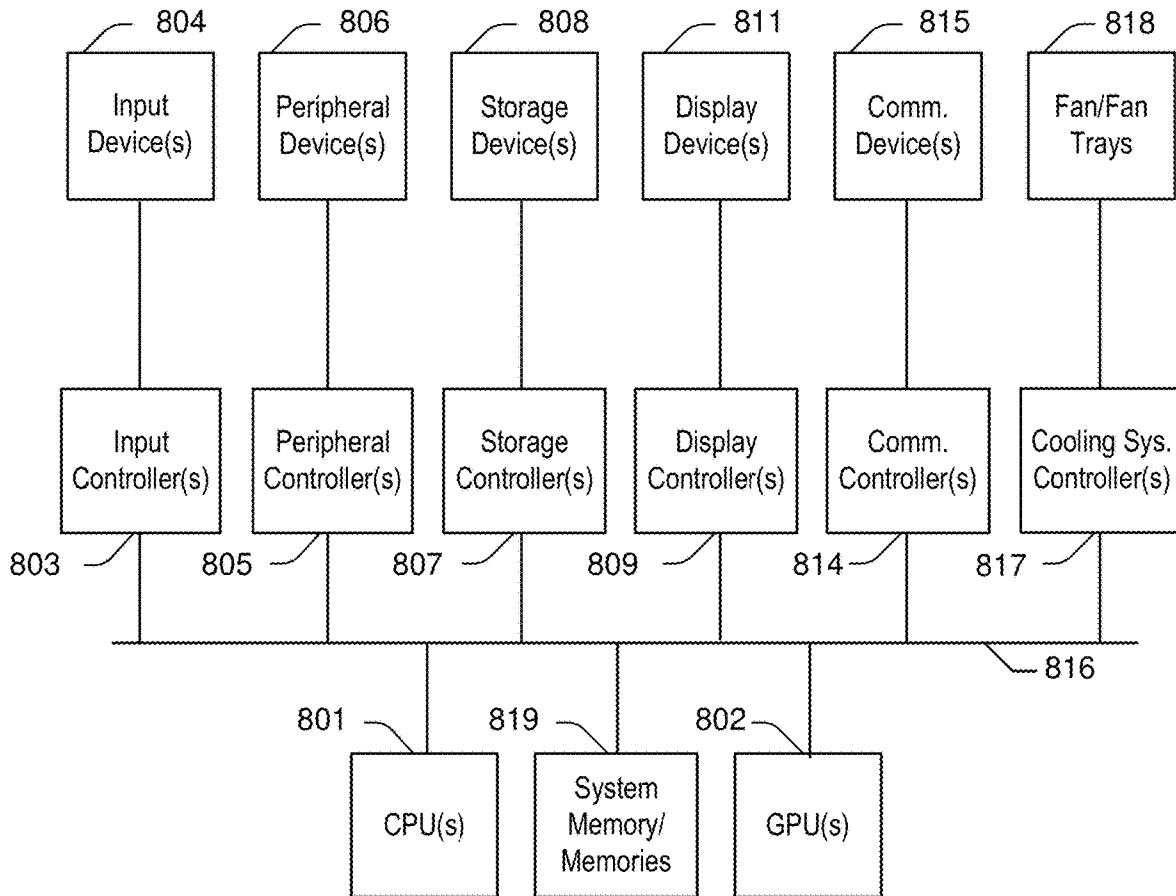 804
806
808
811
815
818
Input
Device(s)
Peripheral
Device(s)
Storage
Device(s)
Display
Device(s)
Comm.
Device(s)
Fan/Fan
Trays
Input
Controller(s)
Peripheral
Controller(s)
Storage
Controller(s)
Display
Controller(s)
Comm.
Controller(s)
Cooling Sys.
Controller(s)
803
805
807
809
814
817
816
801
819
802
CPU(s)
System
Memory/
Memories
GPU(s)